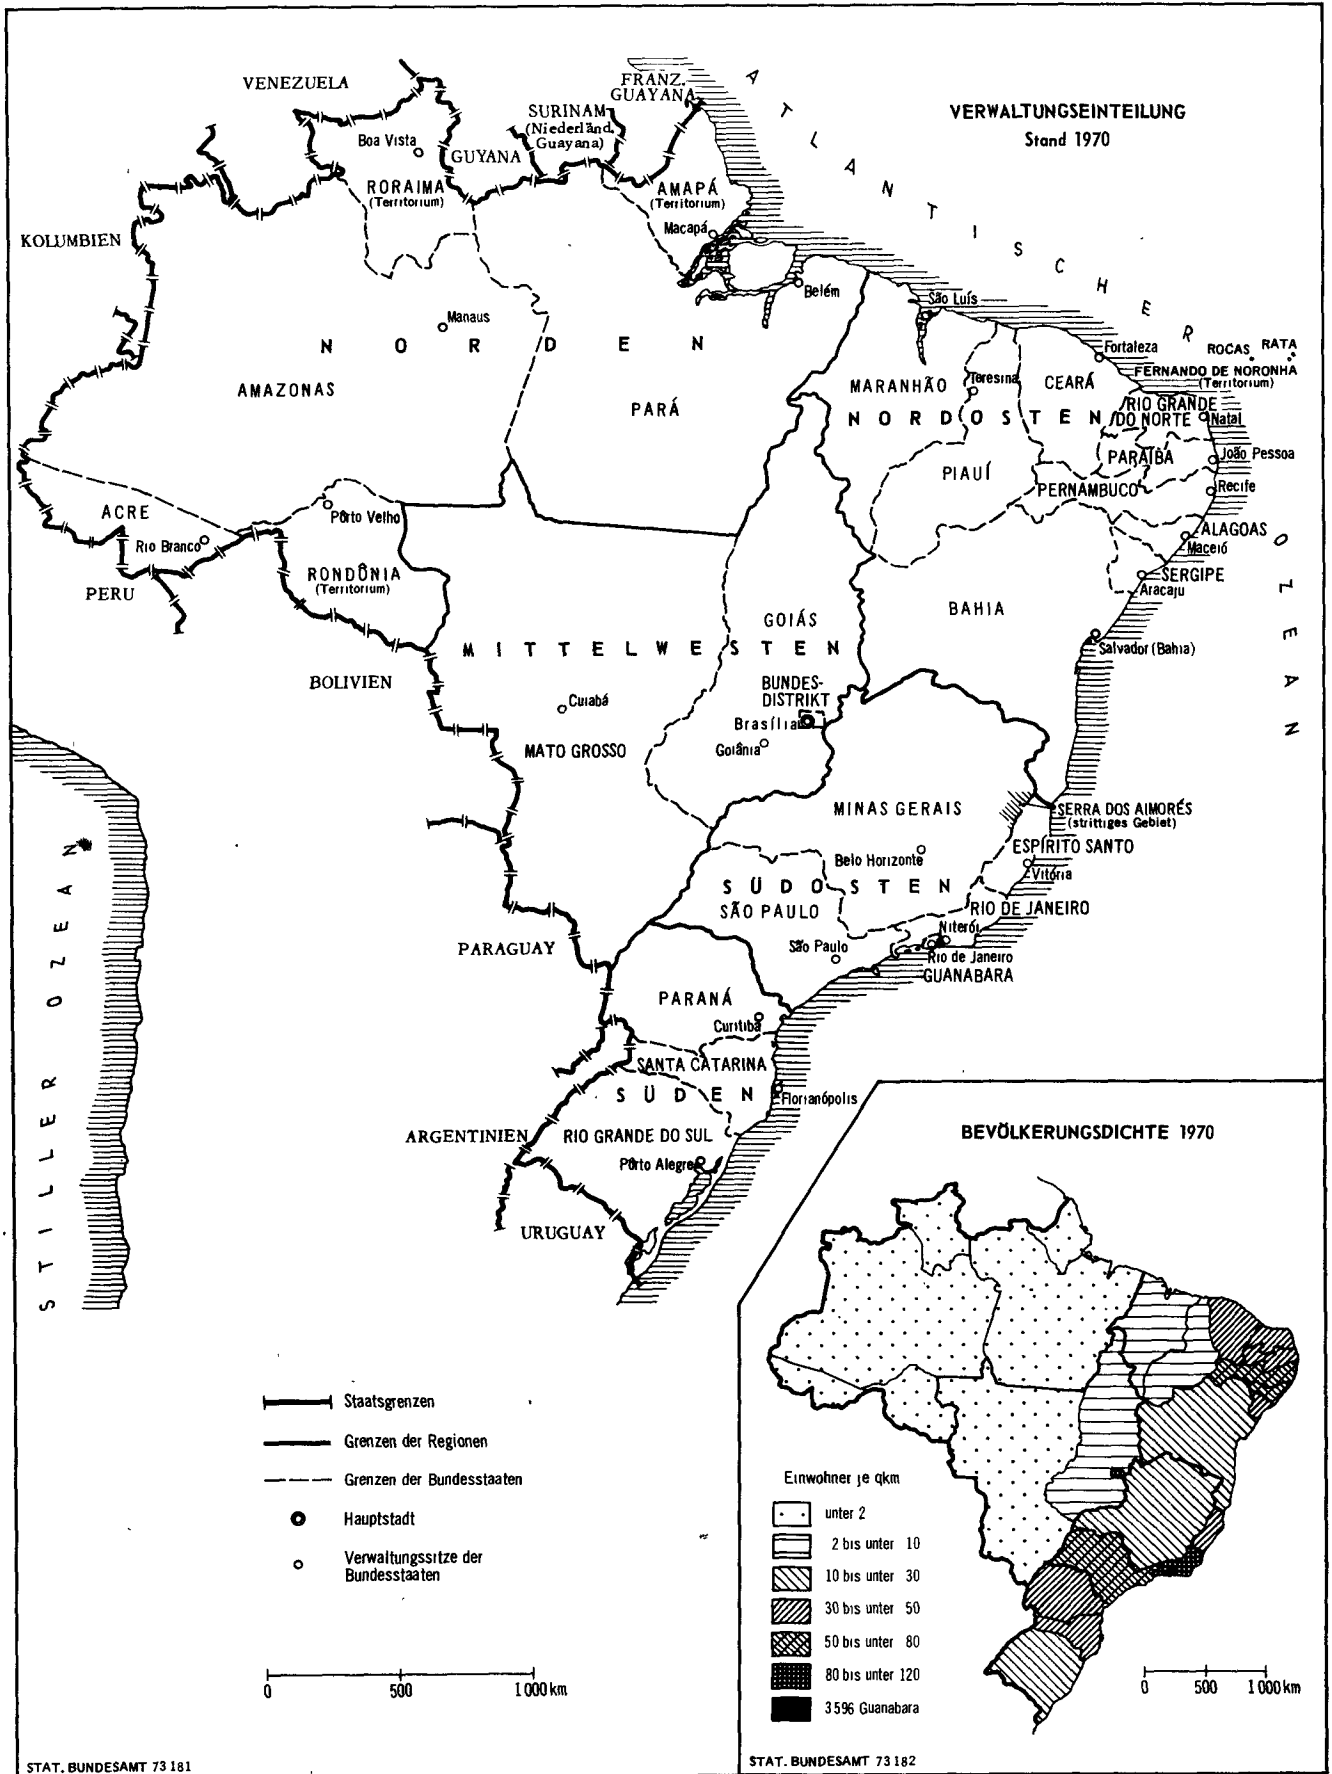 VERWALTUNGSEINTEILUNG
Stand 1970
VENEZUELA
FRANZ.
GUAYANA
SURINAM
(Niederländ.
Guayana)
GUYANA
KOLUMBIEN
ATLANTISCHER
OZEAN
Boa Vista
RORAIMA
(Territorium)
AMAPÁ
(Territorium)
Macapá
Belém
São Luís
Manaus
NORDEN
AMAZONAS
PARÁ
Fortaleza
ROCAS
RATA
FERNANDO DE NORONHA
(Territorium)
MARANHÃO
Teresina
CEARÁ
NORDOSTEN
RIO GRANDE
DO NORTE
Natal
PARAÍBA
João Pessoa
PIAUÍ
PERNAMBUCO
Recife
ACRE
Rio Branco
Pôrto Velho
ALAGOAS
Maceió
PERU
RONDÔNIA
(Territorium)
SERGIPE
Aracaju
BAHIA
GOIÁS
MITTELWESTEN
Salvador (Bahia)
BOLIVIEN
BUNDES-
DISTRIKT
Cuiabá
Brasília
MATO GROSSO
Goiânia
MINAS GERAIS
SERRA DOS AIMORÉS
(strittiges Gebiet)
ESPÍRITO SANTO
Belo Horizonte
Vitória
SÜDOSTEN
SÃO PAULO
RIO DE JANEIRO
Niterói
São Paulo
Rio de Janeiro
GUANABARA
PARAGUAY
STILLER OZEAN
PARANÁ
Curitiba
SANTA CATARINA
SÜDEN
Florianópolis
ARGENTINIEN
RIO GRANDE DO SUL
Pôrto Alegre
URUGUAY
Staatsgrenzen
Grenzen der Regionen
Grenzen der Bundesstaaten
Hauptstadt
Verwaltungssitze der
Bundesstaaten
0 500 1000 km
STAT. BUNDESAMT 73 181
BEVÖLKERUNGSDICHTE 1970
Einwohner je qkm
unter 2
2 bis unter 10
10 bis unter 30
30 bis unter 50
50 bis unter 80
80 bis unter 120
3596 Guanabara
0 500 1000 km
STAT. BUNDESAMT 73 182